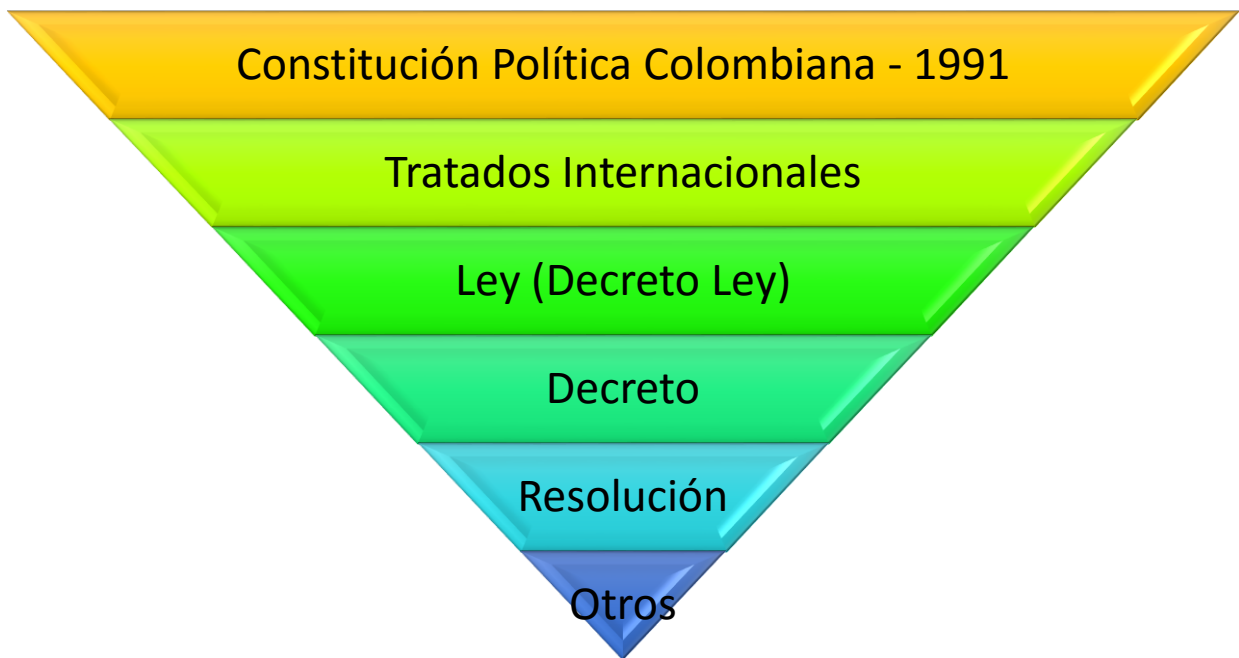 Constitución Política Colombiana - 1991
Tratados Internacionales
Ley (Decreto Ley)
Decreto
Resolución
Otros